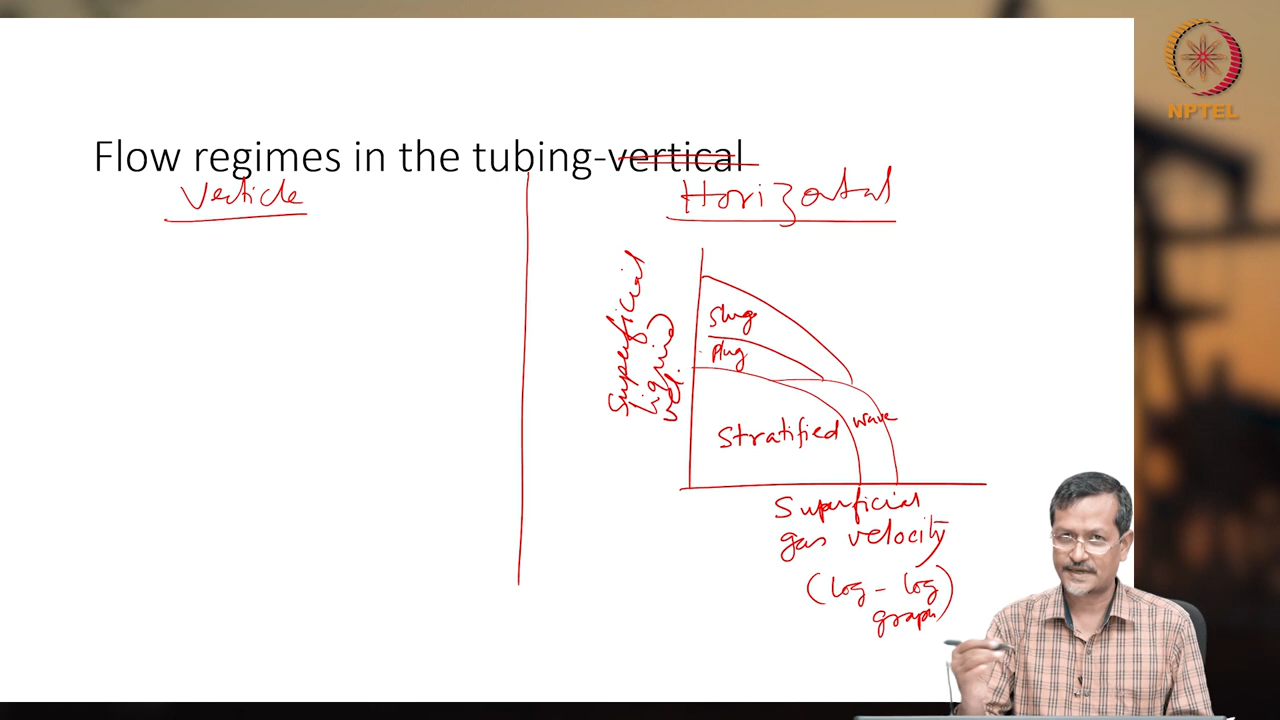 Flow regimes in the tubing-vertical
Verticle
Horizontal
Superficial
liquid
vel.
Slug
Plug
Stratified
wave
Superficial
gas velocity
(log - log
graph)
NPTEL